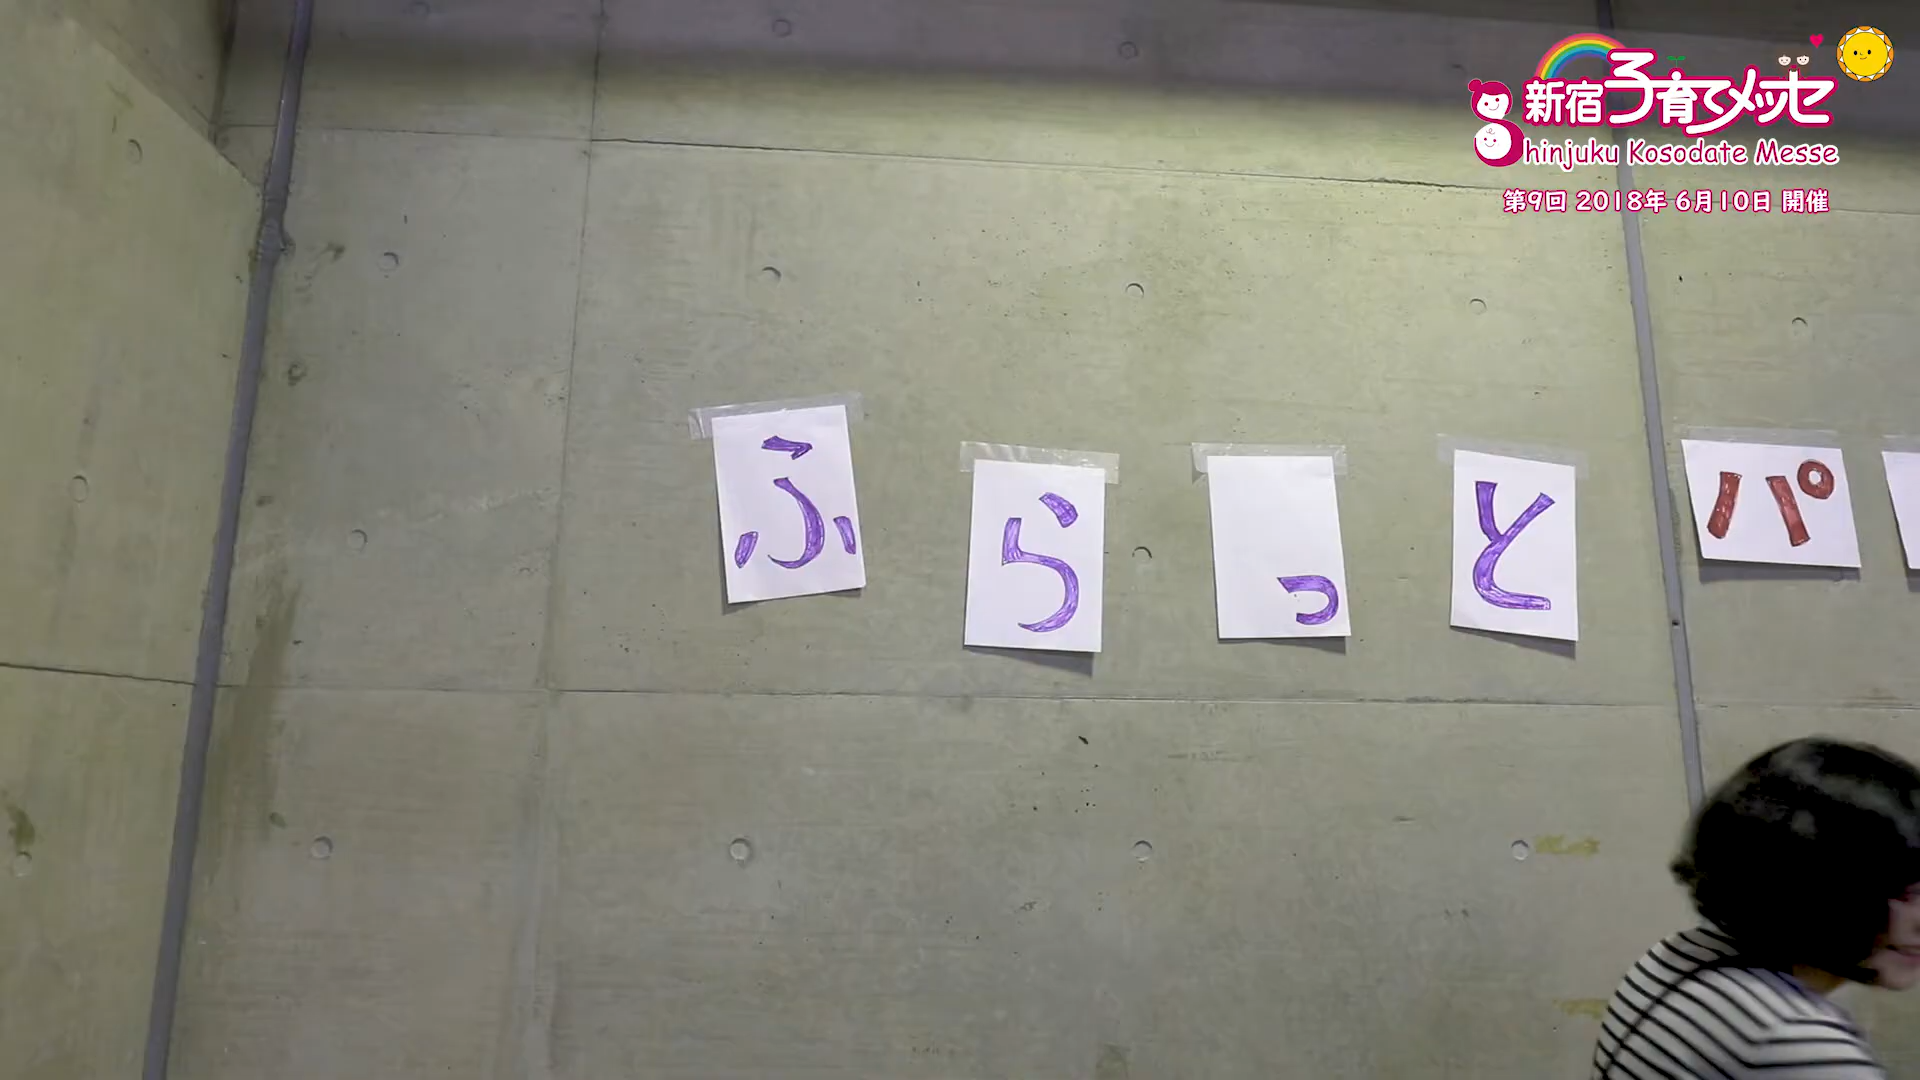 新宿子育てメッセ
Shinjuku Kosodate Messe
第9回 2018年 6月10日 開催
ふらっと パ